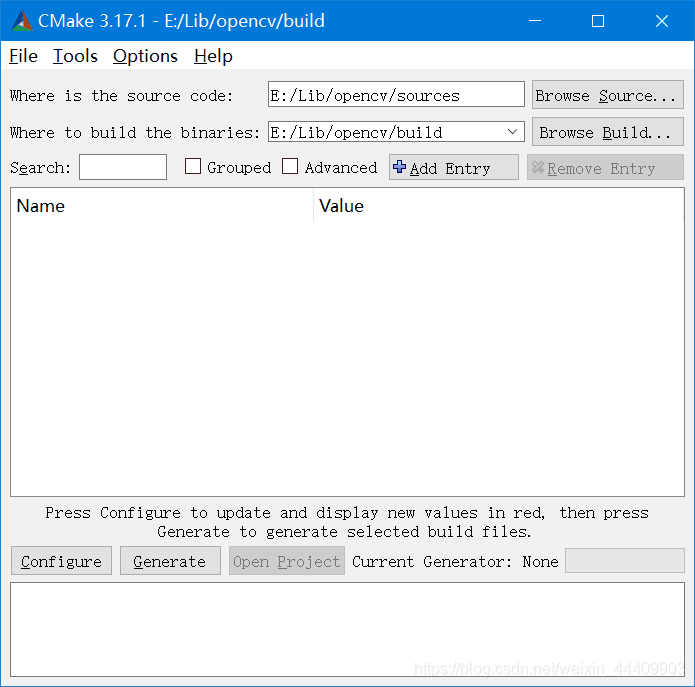 CMake 3.17.1 - E:/Lib/opencv/build
File Tools Options Help
Where is the source code: E:/Lib/opencv/sources Browse Source...
Where to build the binaries: E:/Lib/opencv/build Browse Build...
Search: Grouped Advanced Add Entry Remove Entry
Name Value
Press Configure to update and display new values in red, then press
Generate to generate selected build files.
Configure Generate Open Project Current Generator: None
https://blog.csdn.net/weixin_44409903